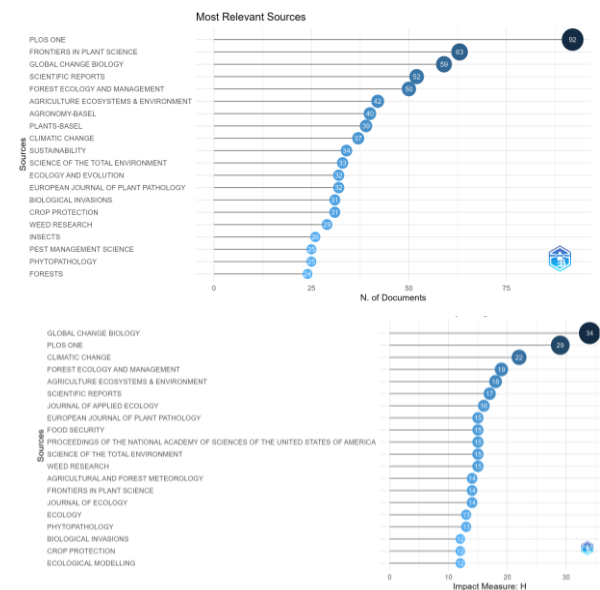 Most Relevant Sources
PLOS ONE 92
FRONTIERS IN PLANT SCIENCE 63
GLOBAL CHANGE BIOLOGY 59
SCIENTIFIC REPORTS 52
FOREST ECOLOGY AND MANAGEMENT 50
AGRICULTURE ECOSYSTEMS & ENVIRONMENT 42
AGRONOMY-BASEL 40
PLANTS-BASEL 39
CLIMATIC CHANGE 37
SUSTAINABILITY 34
SCIENCE OF THE TOTAL ENVIRONMENT 33
ECOLOGY AND EVOLUTION 32
EUROPEAN JOURNAL OF PLANT PATHOLOGY 32
BIOLOGICAL INVASIONS 31
CROP PROTECTION 31
WEED RESEARCH 29
INSECTS 26
PEST MANAGEMENT SCIENCE 25
PHYTOPATHOLOGY 25
FORESTS 24
Sources
0 25 50 75
N. of Documents
GLOBAL CHANGE BIOLOGY 34
PLOS ONE 29
CLIMATIC CHANGE 22
FOREST ECOLOGY AND MANAGEMENT 19
AGRICULTURE ECOSYSTEMS & ENVIRONMENT 18
SCIENTIFIC REPORTS 17
JOURNAL OF APPLIED ECOLOGY 16
EUROPEAN JOURNAL OF PLANT PATHOLOGY 15
FOOD SECURITY 15
PROCEEDINGS OF THE NATIONAL ACADEMY OF SCIENCES OF THE UNITED STATES OF AMERICA 15
SCIENCE OF THE TOTAL ENVIRONMENT 15
WEED RESEARCH 15
AGRICULTURAL AND FOREST METEOROLOGY 14
FRONTIERS IN PLANT SCIENCE 14
JOURNAL OF ECOLOGY 14
ECOLOGY 13
PHYTOPATHOLOGY 13
BIOLOGICAL INVASIONS 12
CROP PROTECTION 12
ECOLOGICAL MODELLING 12
Sources
0 10 20 30
Impact Measure: H